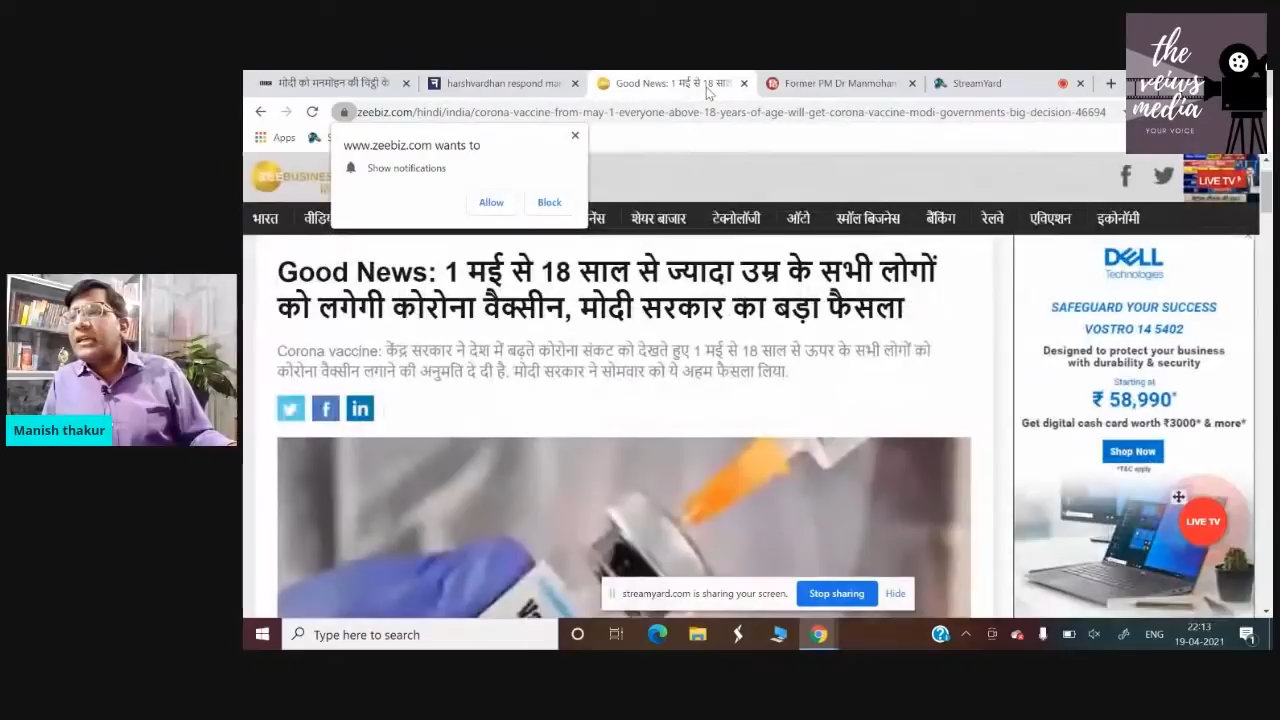 the
veiws
media
YOUR VOICE
मोदी को मनमोहन की चिट्ठी के
harshvardhan respond mar
Good News: 1 मई से 18 साल
Former PM Dr Manmohan
StreamYard
zeebiz.com/hindi/india/corona-vaccine-from-may-1-everyone-above-18-years-of-age-will-get-corona-vaccine-modi-governments-big-decision-46694
Apps
www.zeebiz.com wants to
Show notifications
Allow
Block
ZEEBUSINESS
LIVE TV
भारत
शेयर बाजार
टेक्नोलॉजी
ऑटो
स्मॉल बिजनेस
बैंकिंग
रेलवे
एविएशन
इकोनॉमी
Good News: 1 मई से 18 साल से ज्यादा उम्र के सभी लोगों
को लगेगी कोरोना वैक्सीन, मोदी सरकार का बड़ा फैसला
Corona vaccine: केंद्र सरकार ने देश में बढ़ते कोरोना संकट को देखते हुए 1 मई से 18 साल से ऊपर के सभी लोगों को
कोरोना वैक्सीन लगाने की अनुमति दे दी है. मोदी सरकार ने सोमवार को ये अहम फैसला लिया.
DELL
Technologies
SAFEGUARD YOUR SUCCESS
VOSTRO 14 5402
Designed to protect your business
with durability & security
Starting at
₹ 58,990*
Get digital cash card worth ₹3000* & more*
Shop Now
*T&C apply
LIVE TV
Manish thakur
streamyard.com is sharing your screen.
Stop sharing
Hide
Type here to search
ENG
22:13
19-04-2021